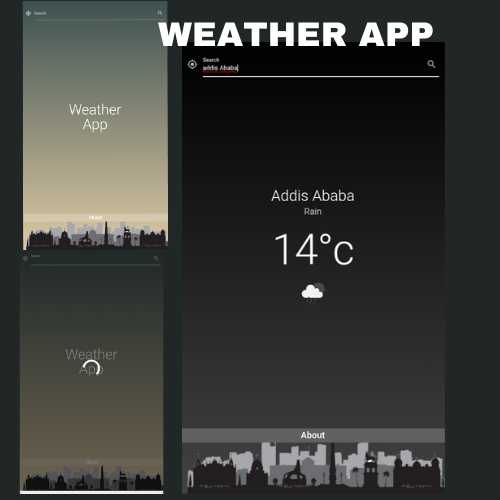 WEATHER APP
Search
Weather
App
About
Search
Weather
App
About
Search
addis Ababa
Addis Ababa
Rain
14°c
About